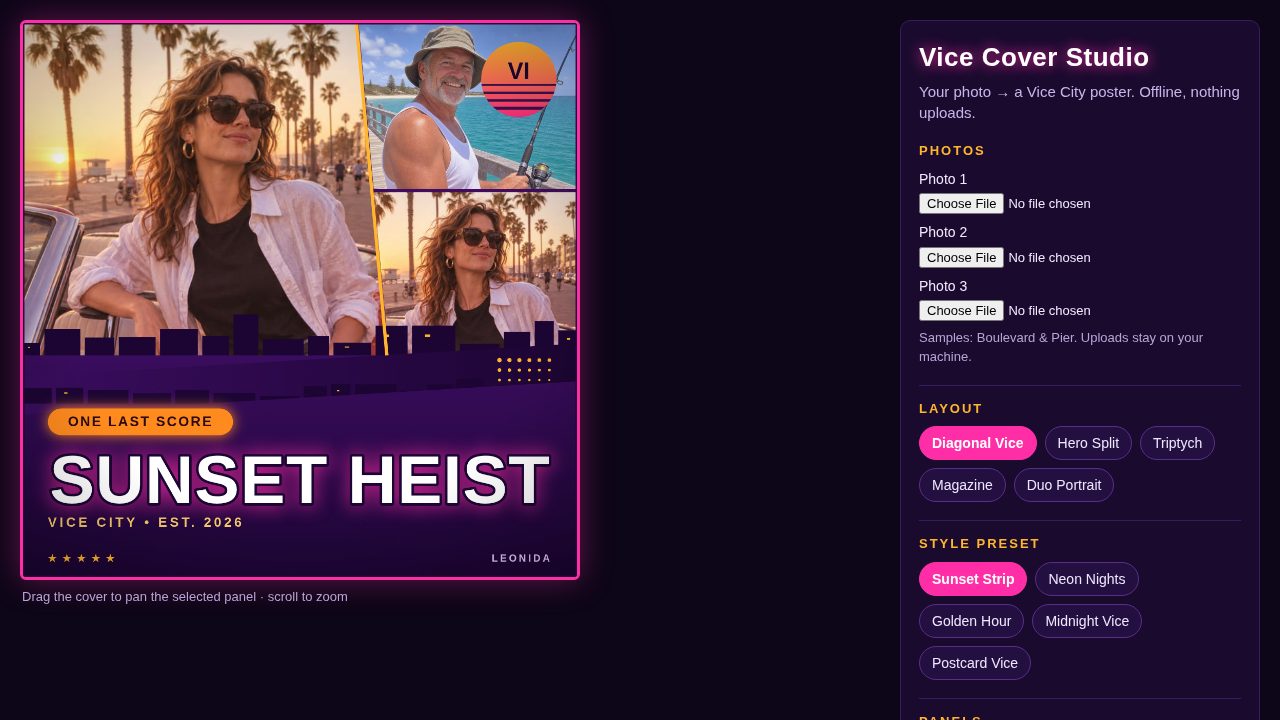 VI
ONE LAST SCORE
SUNSET HEIST
VICE CITY • EST. 2026
★ ★ ★ ★ ★
LEONIDA
Drag the cover to pan the selected panel · scroll to zoom
Vice Cover Studio
Your photo → a Vice City poster. Offline, nothing
uploads.
PHOTOS
Photo 1
Choose File No file chosen
Photo 2
Choose File No file chosen
Photo 3
Choose File No file chosen
Samples: Boulevard & Pier. Uploads stay on your
machine.
LAYOUT
Diagonal Vice Hero Split Triptych
Magazine Duo Portrait
STYLE PRESET
Sunset Strip Neon Nights
Golden Hour Midnight Vice
Postcard Vice
PANELS